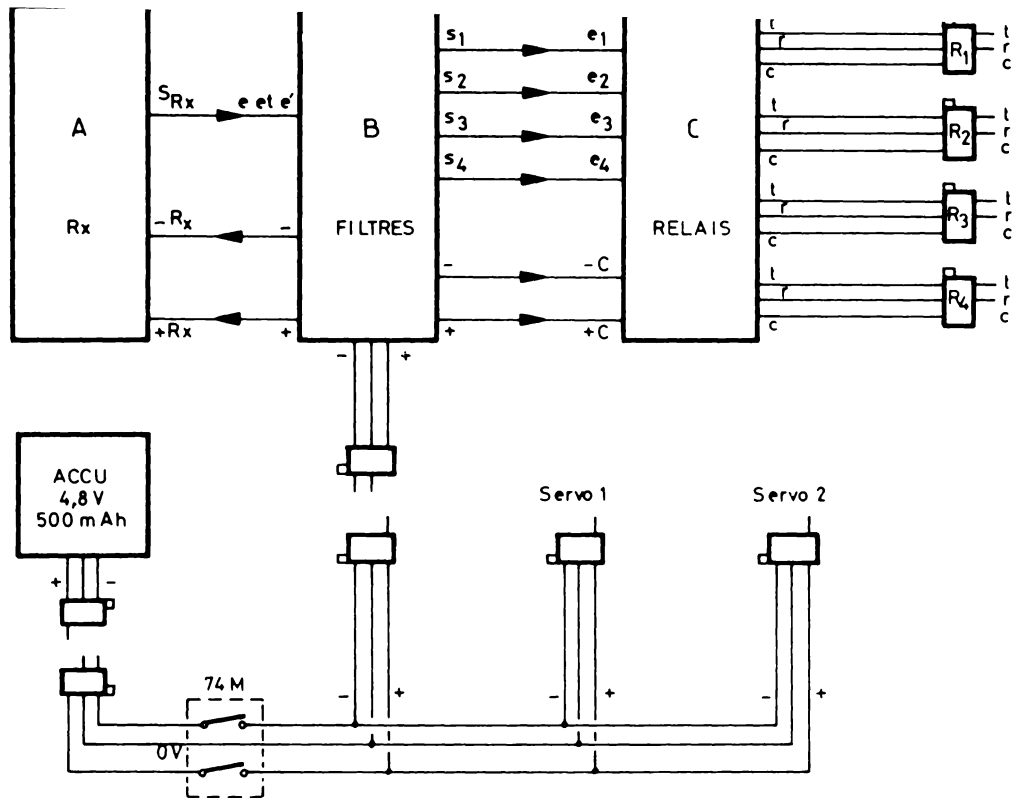 A
Rx
S Rx
e et e'
- Rx
-
+Rx
+
B
FILTRES
s1
e1
s2
e2
s3
e3
s4
e4
-
-C
+
+C
C
RELAIS
r
c
R1
t
r
c
t
r
c
R2
t
r
c
t
r
c
R3
t
r
c
t
r
c
R4
t
r
c
-
+
ACCU
4,8 V
500 mAh
+
-
Servo 1
Servo 2
74 M
-
+
-
+
-
+
0V